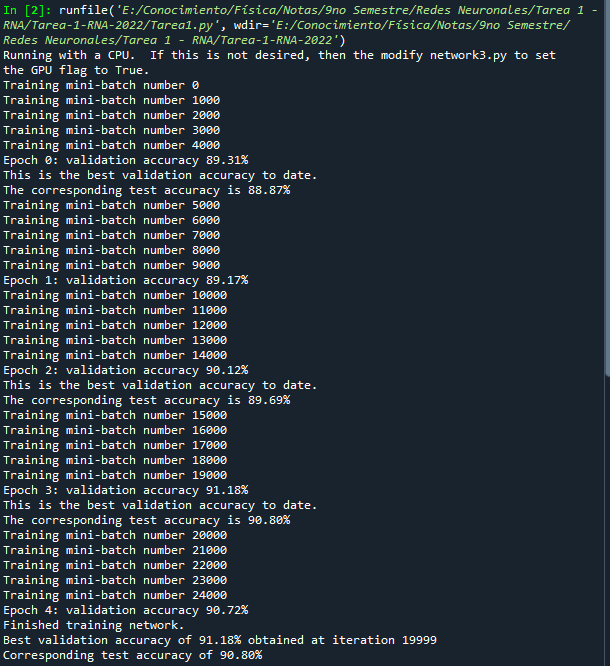 In [2]: runfile('E:/Conocimiento/Física/Notas/9no Semestre/Redes Neuronales/Tarea 1 -
RNA/Tarea-1-RNA-2022/Tarea1.py', wdir='E:/Conocimiento/Física/Notas/9no Semestre/
Redes Neuronales/Tarea 1 - RNA/Tarea-1-RNA-2022')
Running with a CPU.  If this is not desired, then the modify network3.py to set
the GPU flag to True.
Training mini-batch number 0
Training mini-batch number 1000
Training mini-batch number 2000
Training mini-batch number 3000
Training mini-batch number 4000
Epoch 0: validation accuracy 89.31%
This is the best validation accuracy to date.
The corresponding test accuracy is 88.87%
Training mini-batch number 5000
Training mini-batch number 6000
Training mini-batch number 7000
Training mini-batch number 8000
Training mini-batch number 9000
Epoch 1: validation accuracy 89.17%
Training mini-batch number 10000
Training mini-batch number 11000
Training mini-batch number 12000
Training mini-batch number 13000
Training mini-batch number 14000
Epoch 2: validation accuracy 90.12%
This is the best validation accuracy to date.
The corresponding test accuracy is 89.69%
Training mini-batch number 15000
Training mini-batch number 16000
Training mini-batch number 17000
Training mini-batch number 18000
Training mini-batch number 19000
Epoch 3: validation accuracy 91.18%
This is the best validation accuracy to date.
The corresponding test accuracy is 90.80%
Training mini-batch number 20000
Training mini-batch number 21000
Training mini-batch number 22000
Training mini-batch number 23000
Training mini-batch number 24000
Epoch 4: validation accuracy 90.72%
Finished training network.
Best validation accuracy of 91.18% obtained at iteration 19999
Corresponding test accuracy of 90.80%